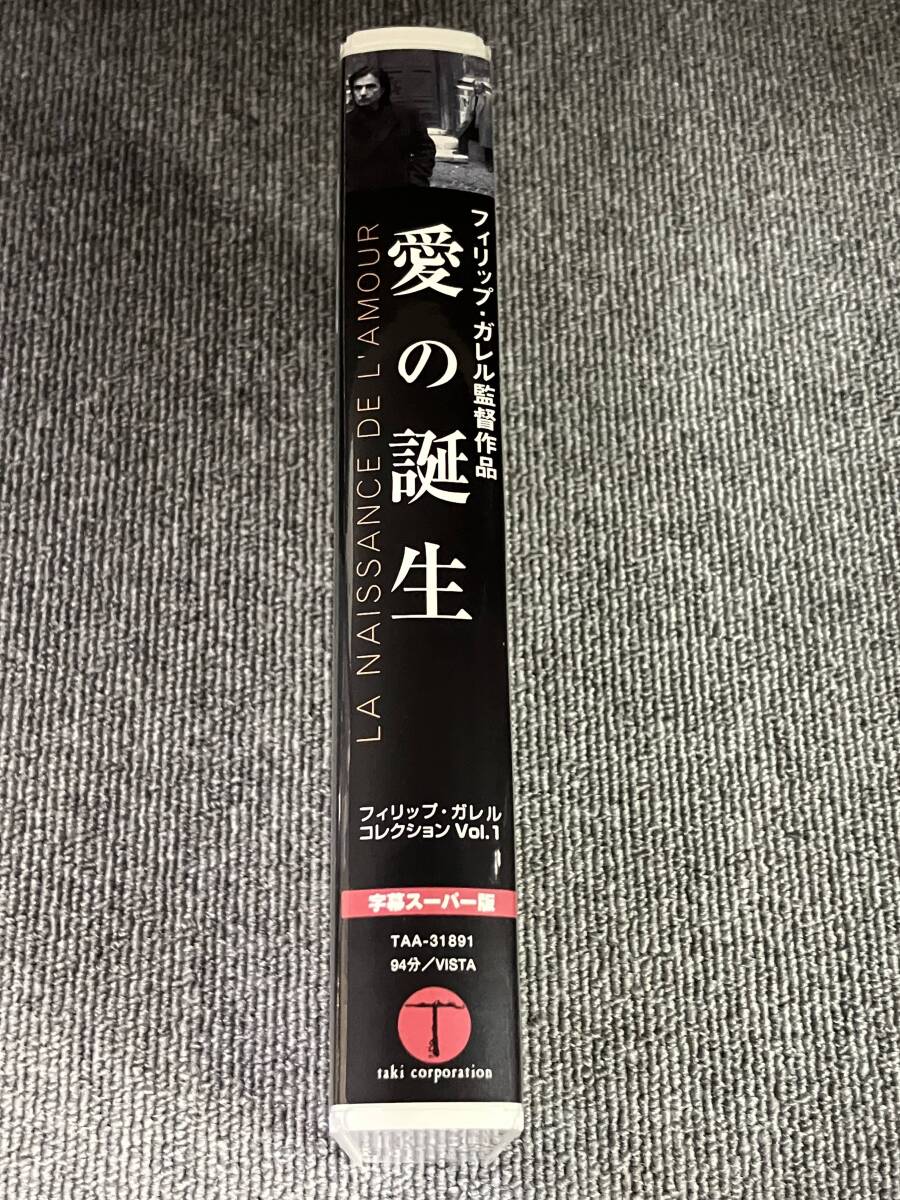 フィリップ・ガレル監督作品
愛の誕生
LA NAISSANCE DE L'AMOUR
フィリップ・ガレル
コレクション Vol.1
字幕スーパー版
TAA-31891
94分/VISTA
T
taki corporation